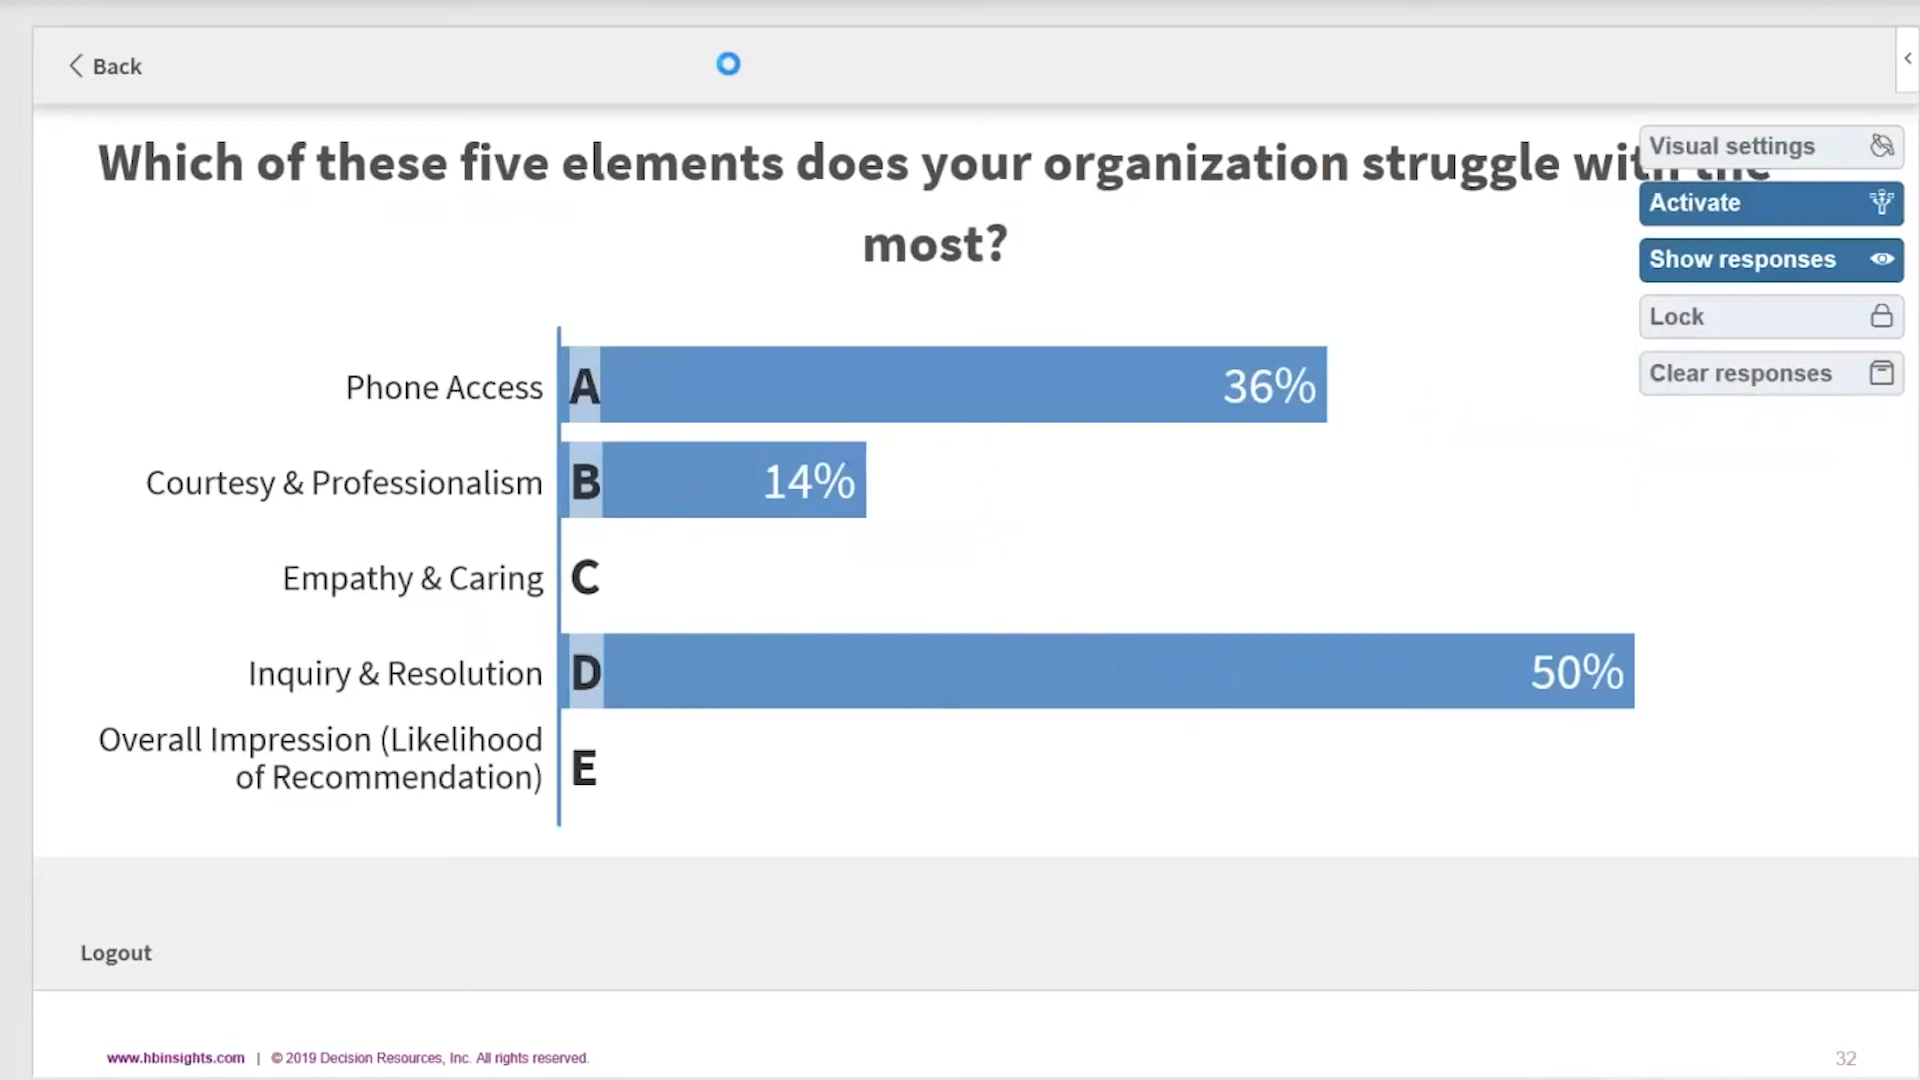 Back
Which of these five elements does your organization struggle with the
most?
Visual settings
Activate
Show responses
Lock
Clear responses
Phone Access A 36%
Courtesy & Professionalism B 14%
Empathy & Caring C
Inquiry & Resolution D 50%
Overall Impression (Likelihood
of Recommendation) E
Logout
www.hbinsights.com | © 2019 Decision Resources, Inc. All rights reserved.
32